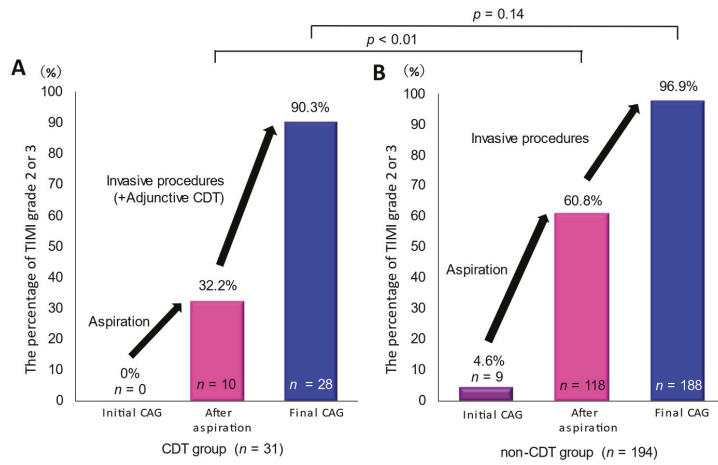 p = 0.14
p < 0.01
A
(%)
The percentage of TIMI grade 2 or 3
100
90
80
70
60
50
40
30
20
10
0
90.3%
Invasive procedures
(+Adjunctive CDT)
32.2%
Aspiration
0%
n = 0
n = 10
n = 28
Initial CAG
After
aspiration
Final CAG
CDT group (n = 31)
B
(%)
The percentage of TIMI grade 2 or 3
100
90
80
70
60
50
40
30
20
10
0
96.9%
Invasive procedures
60.8%
Aspiration
4.6%
n = 9
n = 118
n = 188
Initial CAG
After
aspiration
Final CAG
non-CDT group (n = 194)